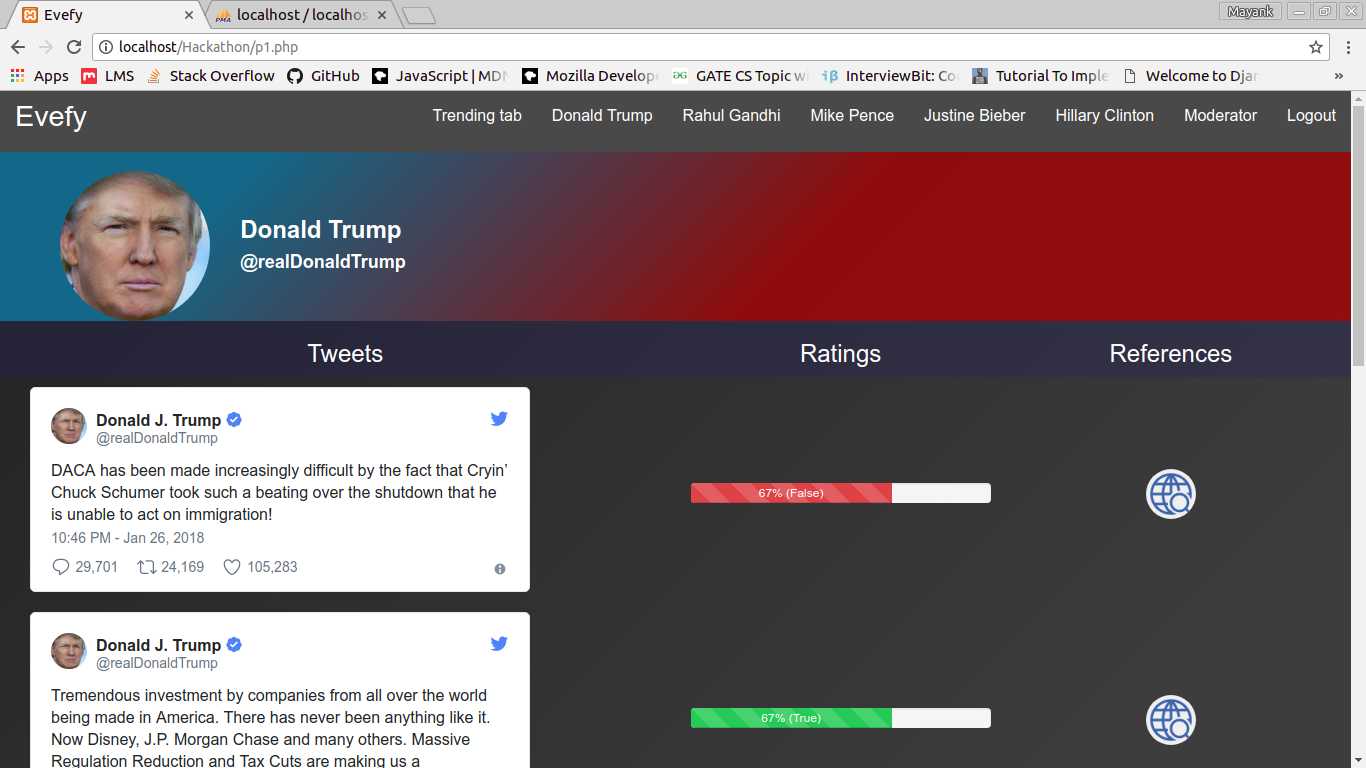 Evefy
localhost / localhos
Mayank
localhost/Hackathon/p1.php
Apps LMS Stack Overflow GitHub JavaScript | MDN Mozilla Develope GATE CS Topic wi InterviewBit: Co Tutorial To Imple Welcome to Djan »
Evefy
Trending tab Donald Trump Rahul Gandhi Mike Pence Justine Bieber Hillary Clinton Moderator Logout
Donald Trump
@realDonaldTrump
Tweets Ratings References
Donald J. Trump
@realDonaldTrump
DACA has been made increasingly difficult by the fact that Cryin’
Chuck Schumer took such a beating over the shutdown that he
is unable to act on immigration!
10:46 PM - Jan 26, 2018
29,701 24,169 105,283
67% (False)
Donald J. Trump
@realDonaldTrump
Tremendous investment by companies from all over the world
being made in America. There has never been anything like it.
Now Disney, J.P. Morgan Chase and many others. Massive
Regulation Reduction and Tax Cuts are making us a
67% (True)